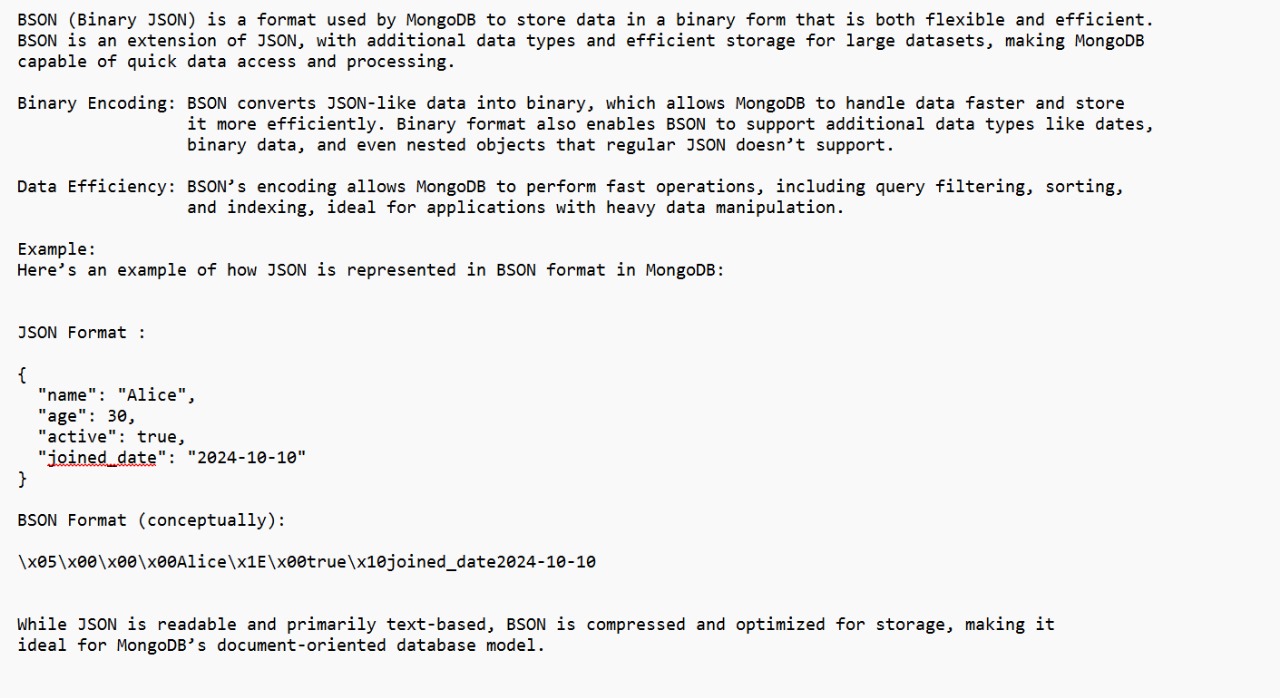 BSON (Binary JSON) is a format used by MongoDB to store data in a binary form that is both flexible and efficient.
BSON is an extension of JSON, with additional data types and efficient storage for large datasets, making MongoDB
capable of quick data access and processing.
Binary Encoding: BSON converts JSON-like data into binary, which allows MongoDB to handle data faster and store
it more efficiently. Binary format also enables BSON to support additional data types like dates,
binary data, and even nested objects that regular JSON doesn’t support.
Data Efficiency: BSON’s encoding allows MongoDB to perform fast operations, including query filtering, sorting,
and indexing, ideal for applications with heavy data manipulation.
Example:
Here’s an example of how JSON is represented in BSON format in MongoDB:
JSON Format :
{
"name": "Alice",
"age": 30,
"active": true,
"joined_date": "2024-10-10"
}
BSON Format (conceptually):
\x05\x00\x00\x00Alice\x1E\x00true\x10joined_date2024-10-10
While JSON is readable and primarily text-based, BSON is compressed and optimized for storage, making it
ideal for MongoDB’s document-oriented database model.